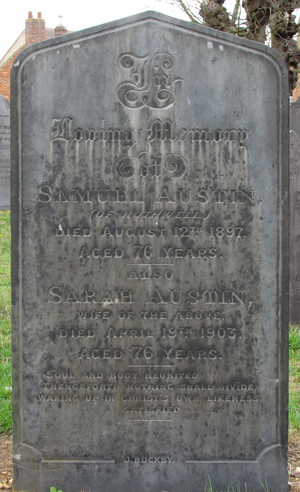 In
Loving Memory
of
SAMUEL AUSTIN,
(OF ROTHWELL)
DIED AUGUST 12TH 1897,
AGED 76 YEARS.
ALSO
SARAH AUSTIN,
WIFE OF THE ABOVE,
DIED APRIL 19TH 1903,
AGED 76 YEARS.
SOUL AND BODY REUNITED
THENCEFORTH NOTHING SHALL DIVIDE,
WAKING UP IN CHRIST'S OWN LIKENESS,
SATISFIED
J. BUCKBY.